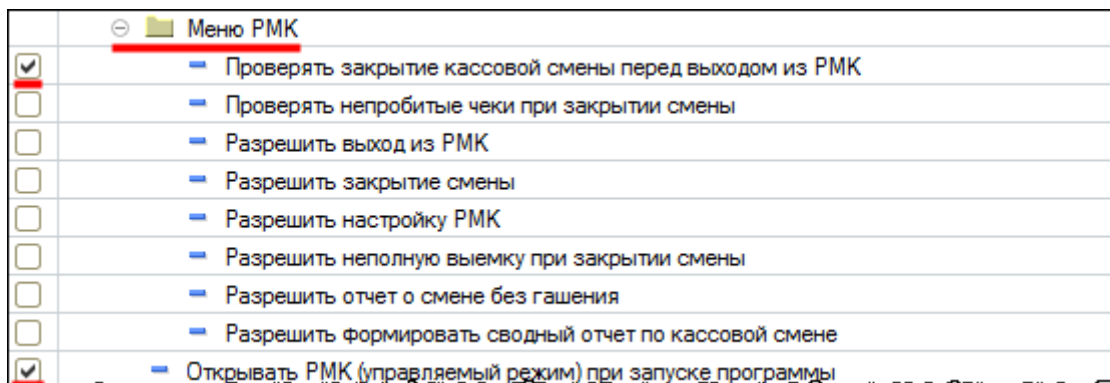 Меню РМК
Проверять закрытие кассовой смены перед выходом из РМК
Проверять непробитые чеки при закрытии смены
Разрешить выход из РМК
Разрешить закрытие смены
Разрешить настройку РМК
Разрешить неполную выемку при закрытии смены
Разрешить отчет о смене без гашения
Разрешить формировать сводный отчет по кассовой смене
Открывать РМК (управляемый режим) при запуске программы